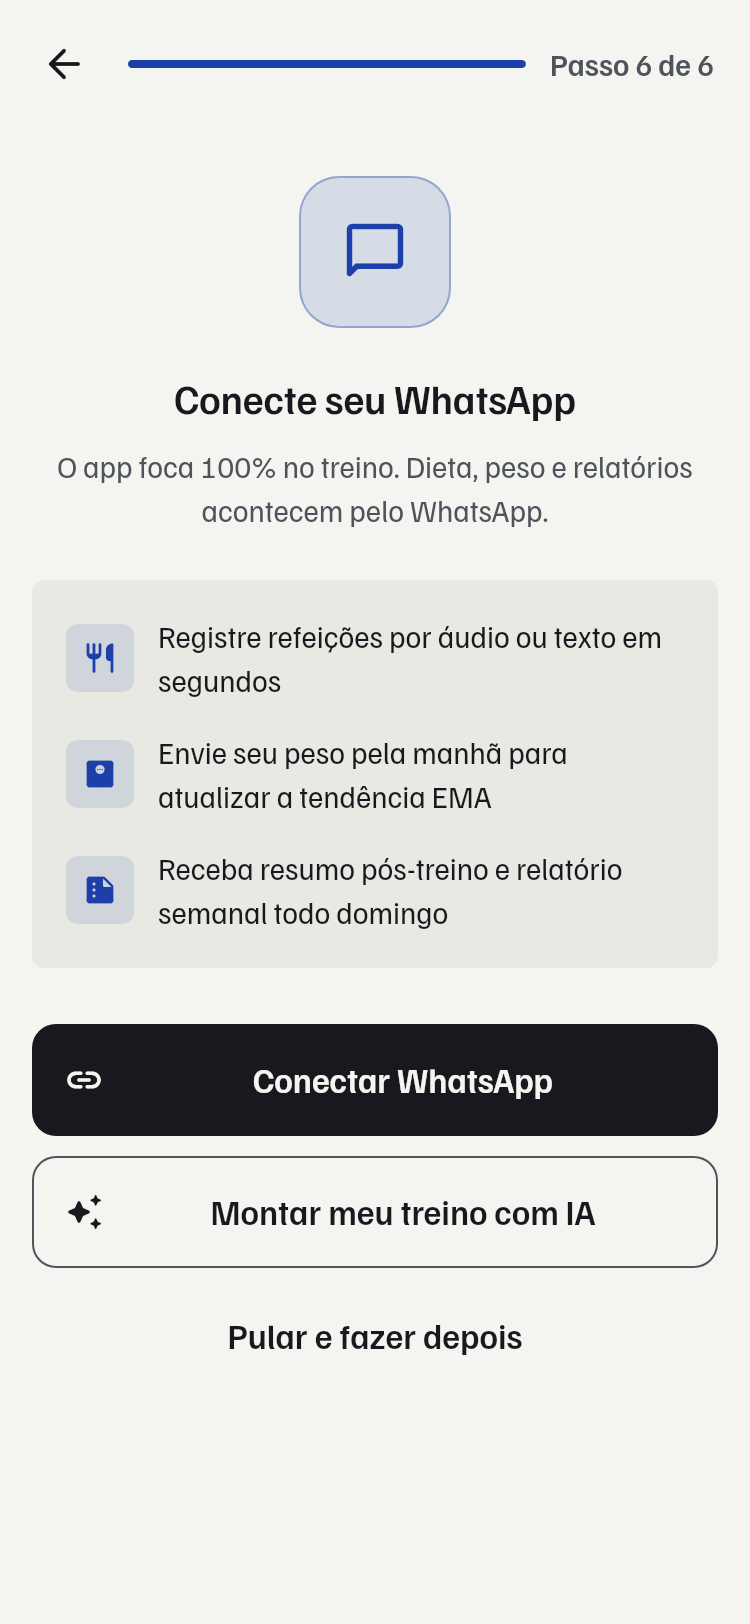 Passo 6 de 6
Conecte seu WhatsApp
O app foca 100% no treino. Dieta, peso e relatórios
acontecem pelo WhatsApp.
Registre refeições por áudio ou texto em
segundos
Envie seu peso pela manhã para
atualizar a tendência EMA
Receba resumo pós-treino e relatório
semanal todo domingo
Conectar WhatsApp
Montar meu treino com IA
Pular e fazer depois